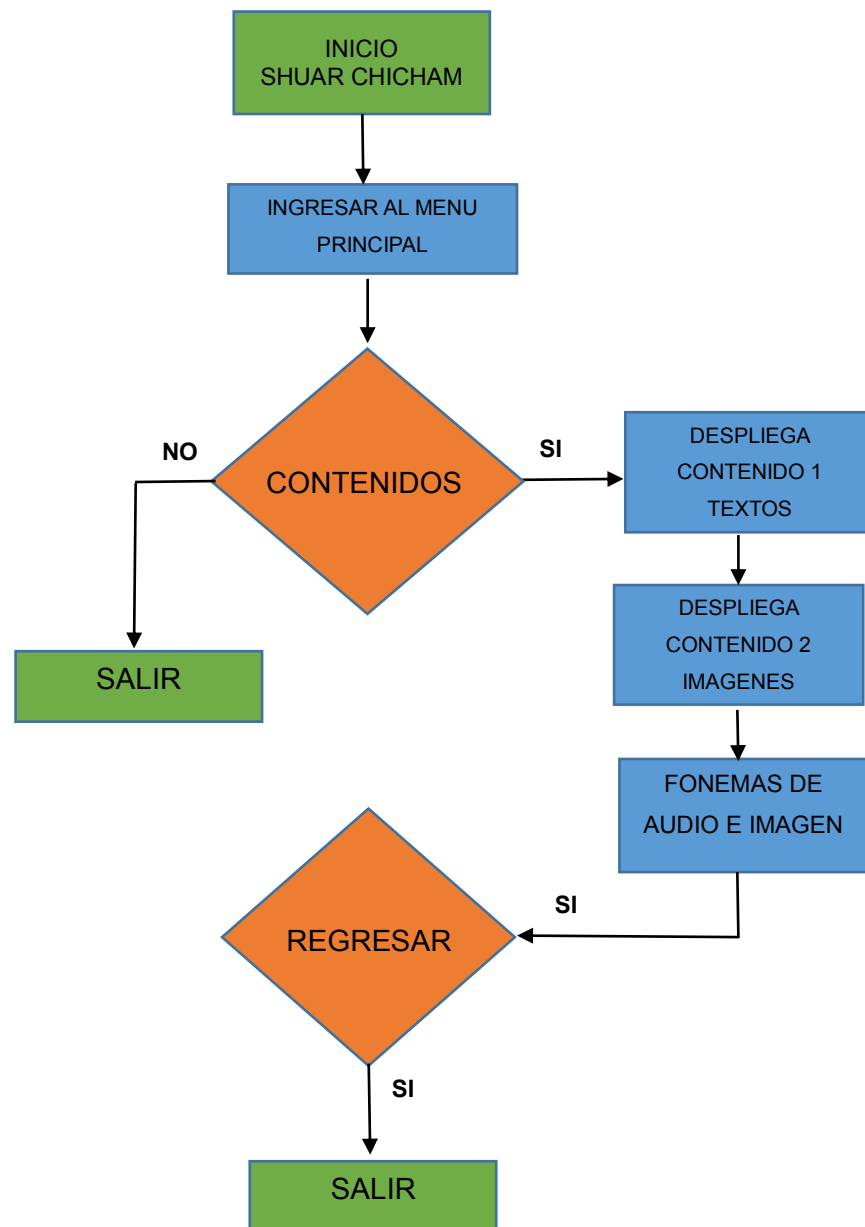 INICIO
SHUAR CHICHAM
INGRESAR AL MENU
PRINCIPAL
NO
CONTENIDOS
SI
DESPLIEGA
CONTENIDO 1
TEXTOS
DESPLIEGA
CONTENIDO 2
IMAGENES
SALIR
FONEMAS DE
AUDIO E IMAGEN
SI
REGRESAR
SI
SALIR